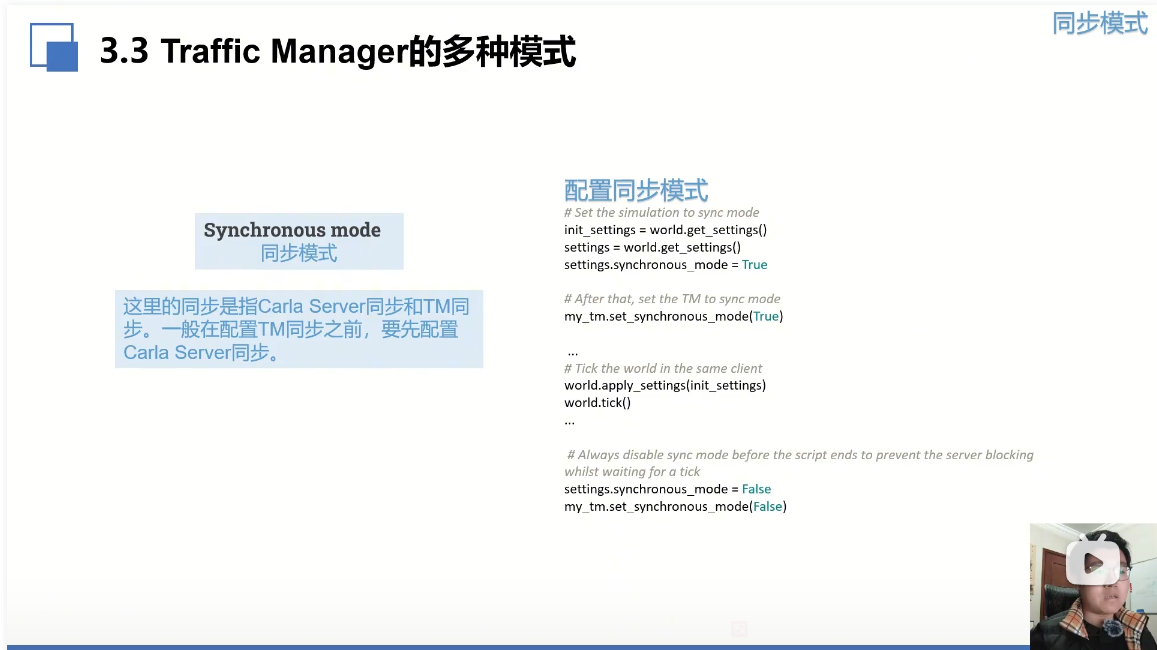 同步模式
3.3 Traffic Manager的多种模式
Synchronous mode
同步模式
这里的同步是指Carla Server同步和TM同
步。一般在配置TM同步之前，要先配置
Carla Server同步。
配置同步模式
# Set the simulation to sync mode
init_settings = world.get_settings()
settings = world.get_settings()
settings.synchronous_mode = True
# After that, set the TM to sync mode
my_tm.set_synchronous_mode(True)
...
# Tick the world in the same client
world.apply_settings(init_settings)
world.tick()
...
# Always disable sync mode before the script ends to prevent the server blocking
whilst waiting for a tick
settings.synchronous_mode = False
my_tm.set_synchronous_mode(False)